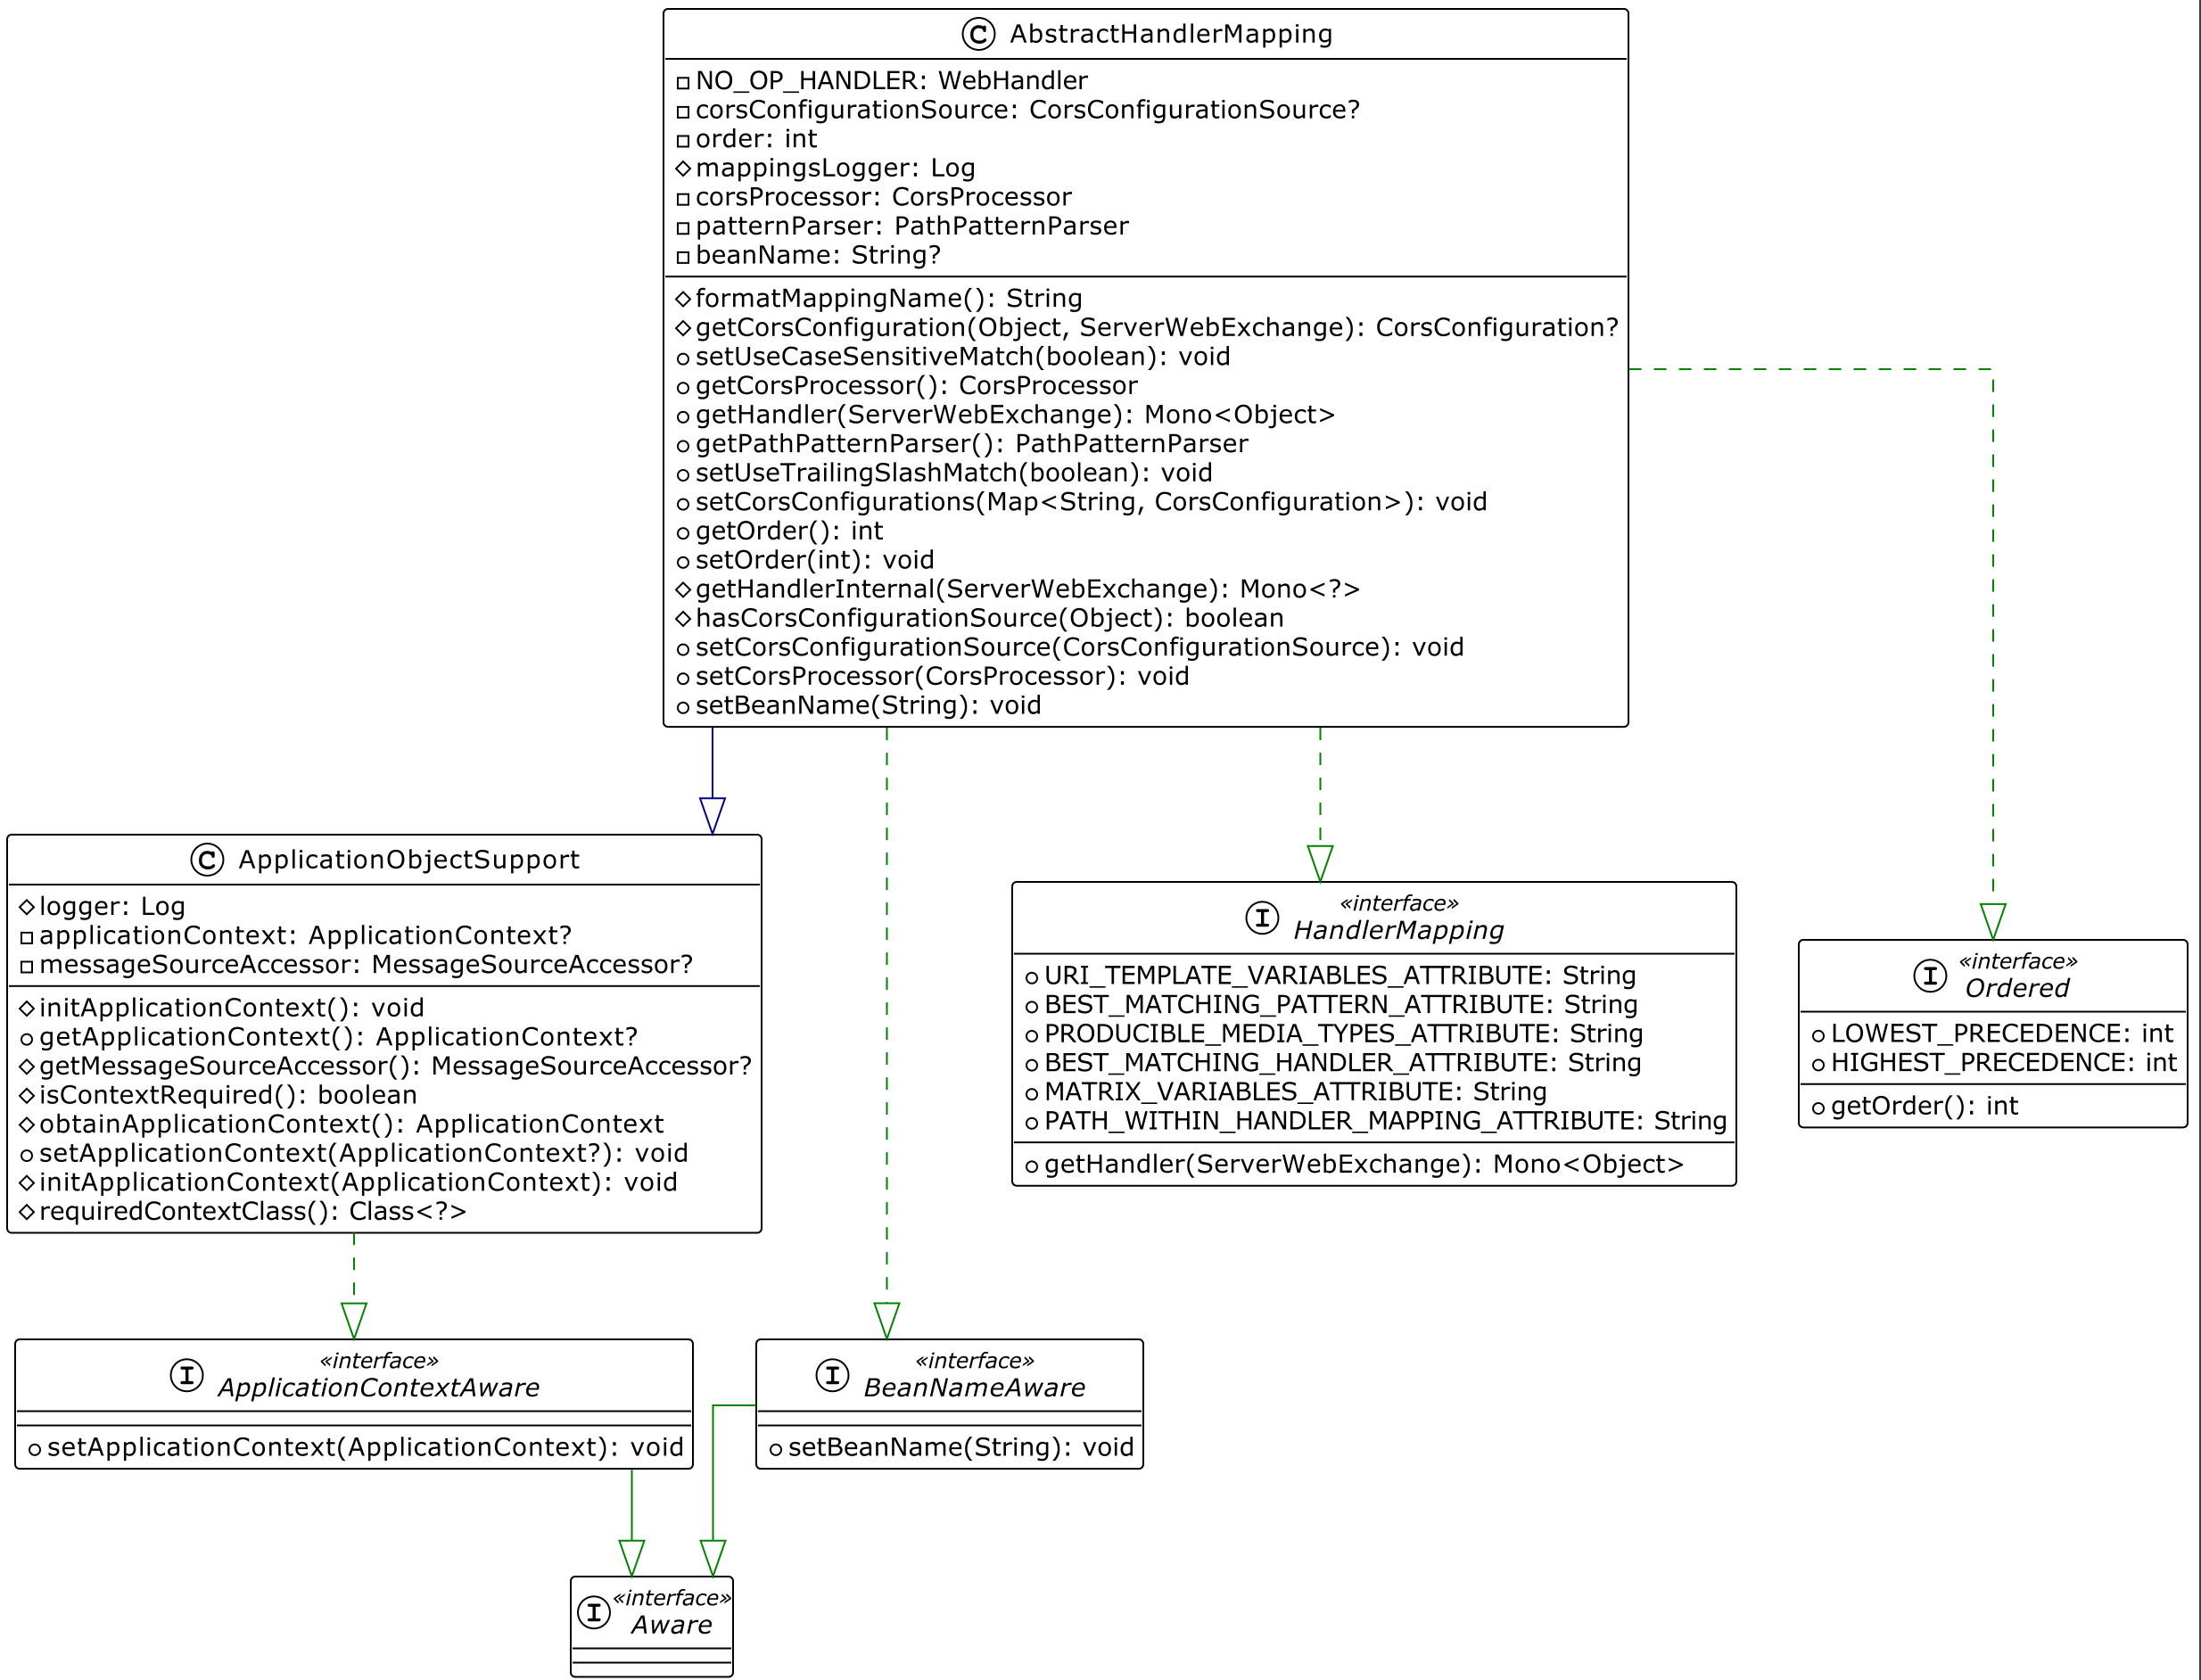 C AbstractHandlerMapping
NO_OP_HANDLER: WebHandler
corsConfigurationSource: CorsConfigurationSource?
order: int
mappingsLogger: Log
corsProcessor: CorsProcessor
patternParser: PathPatternParser
beanName: String?
formatMappingName(): String
getCorsConfiguration(Object, ServerWebExchange): CorsConfiguration?
setUseCaseSensitiveMatch(boolean): void
getCorsProcessor(): CorsProcessor
getHandler(ServerWebExchange): Mono<Object>
getPathPatternParser(): PathPatternParser
setUseTrailingSlashMatch(boolean): void
setCorsConfigurations(Map<String, CorsConfiguration>): void
getOrder(): int
setOrder(int): void
getHandlerInternal(ServerWebExchange): Mono<?>
hasCorsConfigurationSource(Object): boolean
setCorsConfigurationSource(CorsConfigurationSource): void
setCorsProcessor(CorsProcessor): void
setBeanName(String): void
C ApplicationObjectSupport
logger: Log
applicationContext: ApplicationContext?
messageSourceAccessor: MessageSourceAccessor?
initApplicationContext(): void
getApplicationContext(): ApplicationContext?
getMessageSourceAccessor(): MessageSourceAccessor?
isContextRequired(): boolean
obtainApplicationContext(): ApplicationContext
setApplicationContext(ApplicationContext?): void
initApplicationContext(ApplicationContext): void
requiredContextClass(): Class<?>
«interface»
I HandlerMapping
URI_TEMPLATE_VARIABLES_ATTRIBUTE: String
BEST_MATCHING_PATTERN_ATTRIBUTE: String
PRODUCIBLE_MEDIA_TYPES_ATTRIBUTE: String
BEST_MATCHING_HANDLER_ATTRIBUTE: String
MATRIX_VARIABLES_ATTRIBUTE: String
PATH_WITHIN_HANDLER_MAPPING_ATTRIBUTE: String
getHandler(ServerWebExchange): Mono<Object>
«interface»
I Ordered
LOWEST_PRECEDENCE: int
HIGHEST_PRECEDENCE: int
getOrder(): int
«interface»
I ApplicationContextAware
setApplicationContext(ApplicationContext): void
«interface»
I BeanNameAware
setBeanName(String): void
«interface»
I Aware